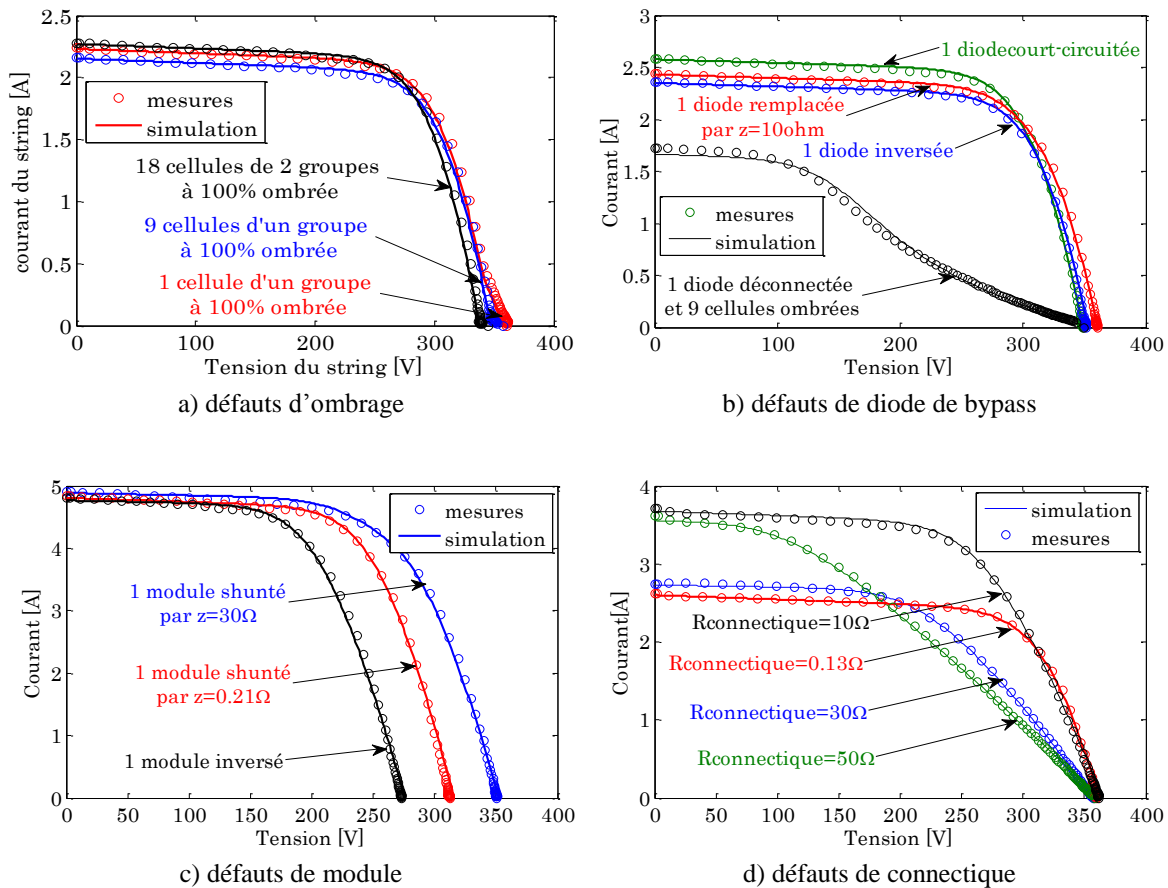 2.5
2
1.5
1
0.5
0
0
100
200
300
400
courant du string [A]
Tension du string [V]
mesures
simulation
18 cellules de 2 groupes
à 100% ombrée
9 cellules d'un groupe
à 100% ombrée
1 cellule d'un groupe
à 100% ombrée
a) défauts d'ombrage
3
2.5
2
1.5
1
0.5
0
0
100
200
300
400
Courant [A]
Tension [V]
1 diodecourt-circuitée
1 diode remplacée
par z=10ohm
1 diode inversée
mesures
simulation
1 diode déconnectée
et 9 cellules ombrées
b) défauts de diode de bypass
5
4
3
2
1
0
0
50
100
150
200
250
300
350
400
Courant [A]
Tension [V]
mesures
simulation
1 module shunté
par z=30Ω
1 module shunté
par z=0.21Ω
1 module inversé
c) défauts de module
4
3
2
1
0
0
50
100
150
200
250
300
350
400
Courant[A]
Tension [V]
simulation
mesures
Rconnectique=10Ω
Rconnectique=0.13Ω
Rconnectique=30Ω
Rconnectique=50Ω
d) défauts de connectique